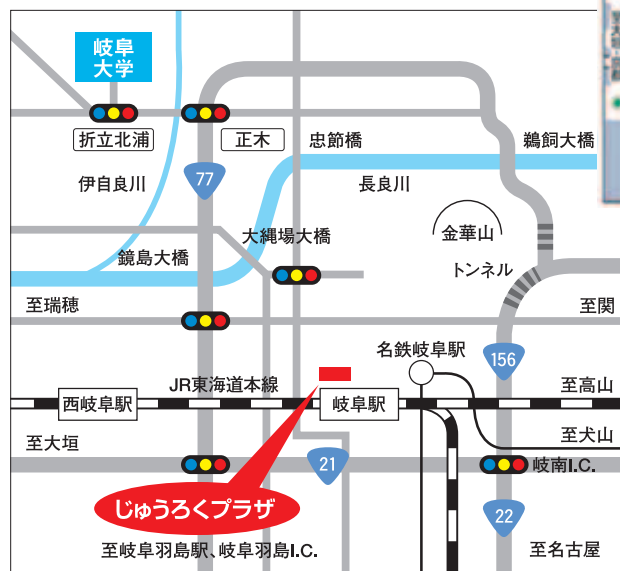 岐阜
大学
折立北浦
正木
忠節橋
鵜飼大橋
伊自良川
77
長良川
金華山
大縄場大橋
鏡島大橋
トンネル
至瑞穂
至関
名鉄岐阜駅
156
JR東海道本線
至高山
西岐阜駅
岐阜駅
至大垣
至犬山
21
岐南I.C.
じゅうろくプラザ
22
至岐阜羽島駅、岐阜羽島I.C.
至名古屋